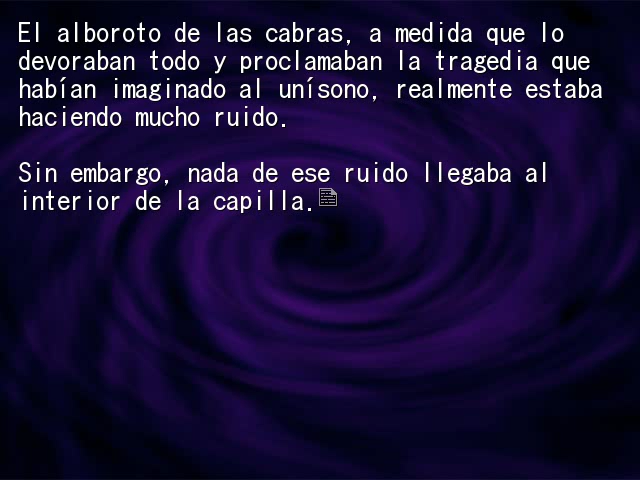 El alboroto de las cabras, a medida que lo
devoraban todo y proclamaban la tragedia que
habían imaginado al unísono, realmente estaba
haciendo mucho ruido.
Sin embargo, nada de ese ruido llegaba al
interior de la capilla.